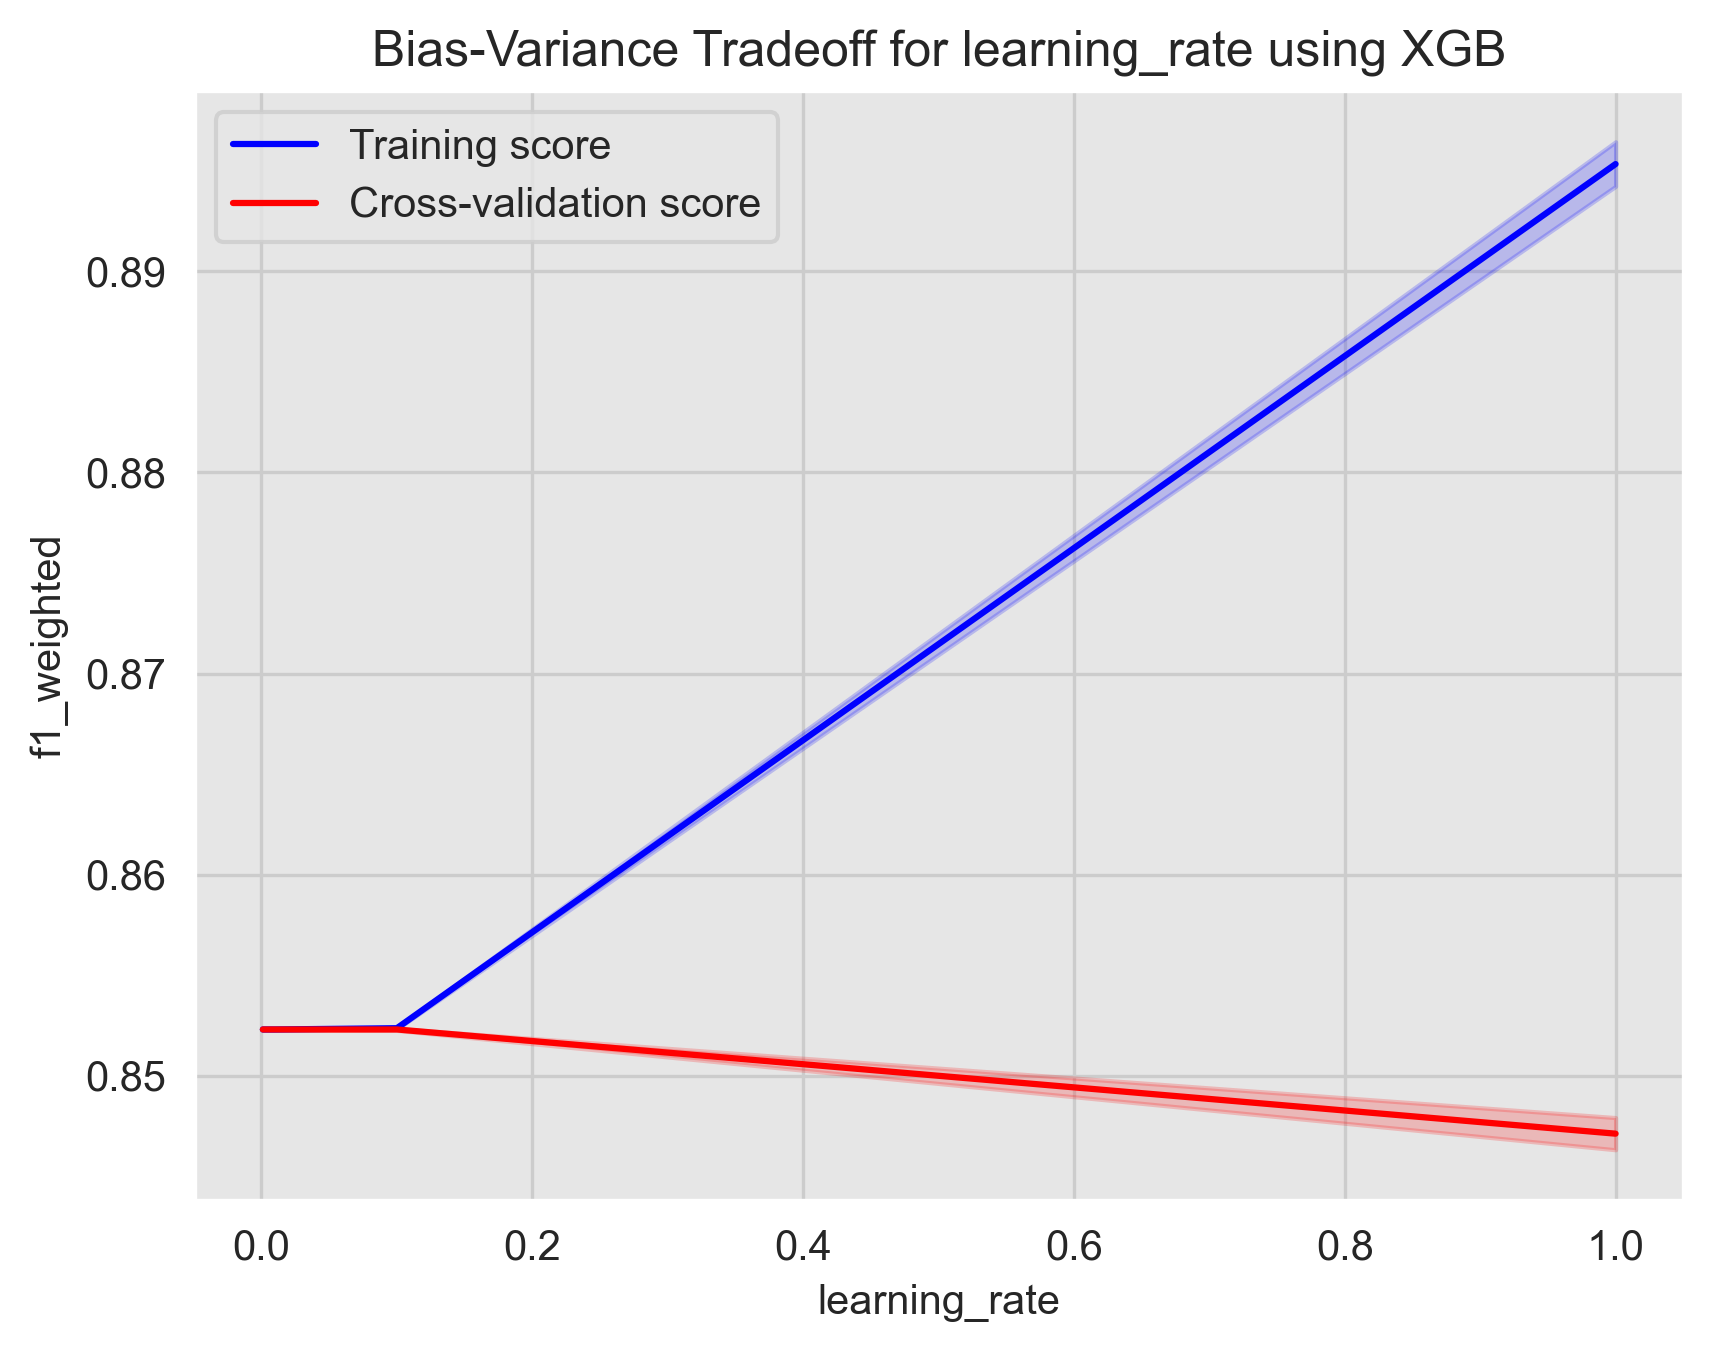 Bias-Variance Tradeoff for learning_rate using XGB
Training score
Cross-validation score
0.89
0.88
0.87
0.86
0.85
f1_weighted
0.0 0.2 0.4 0.6 0.8 1.0
learning_rate